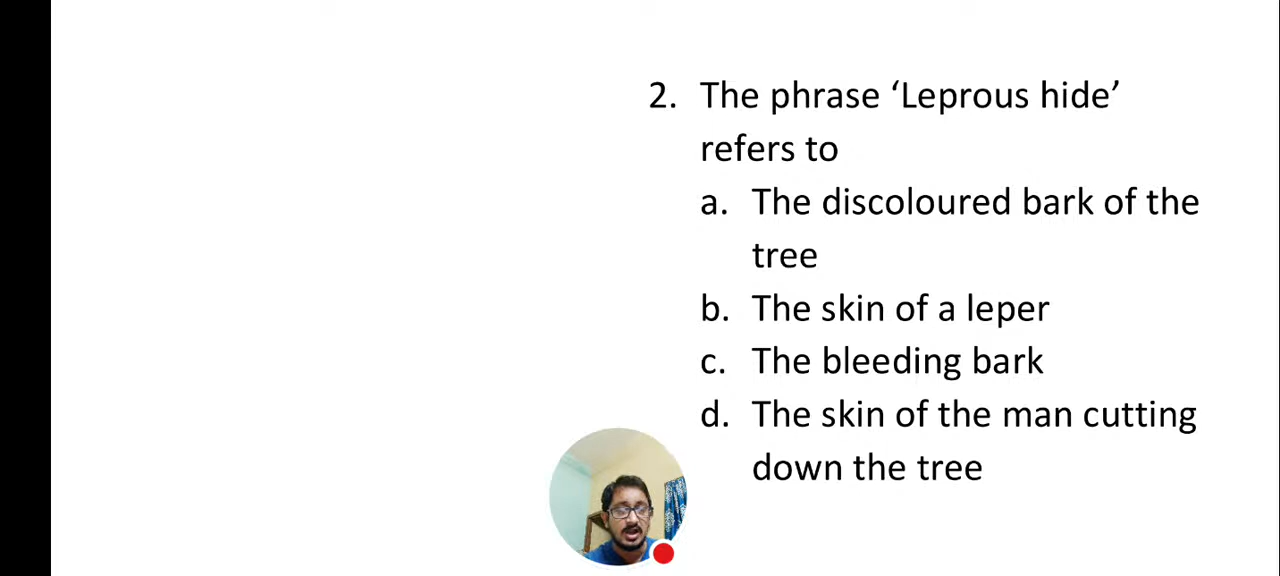 2. The phrase ‘Leprous hide’
refers to
a. The discoloured bark of the
tree
b. The skin of a leper
c. The bleeding bark
d. The skin of the man cutting
down the tree